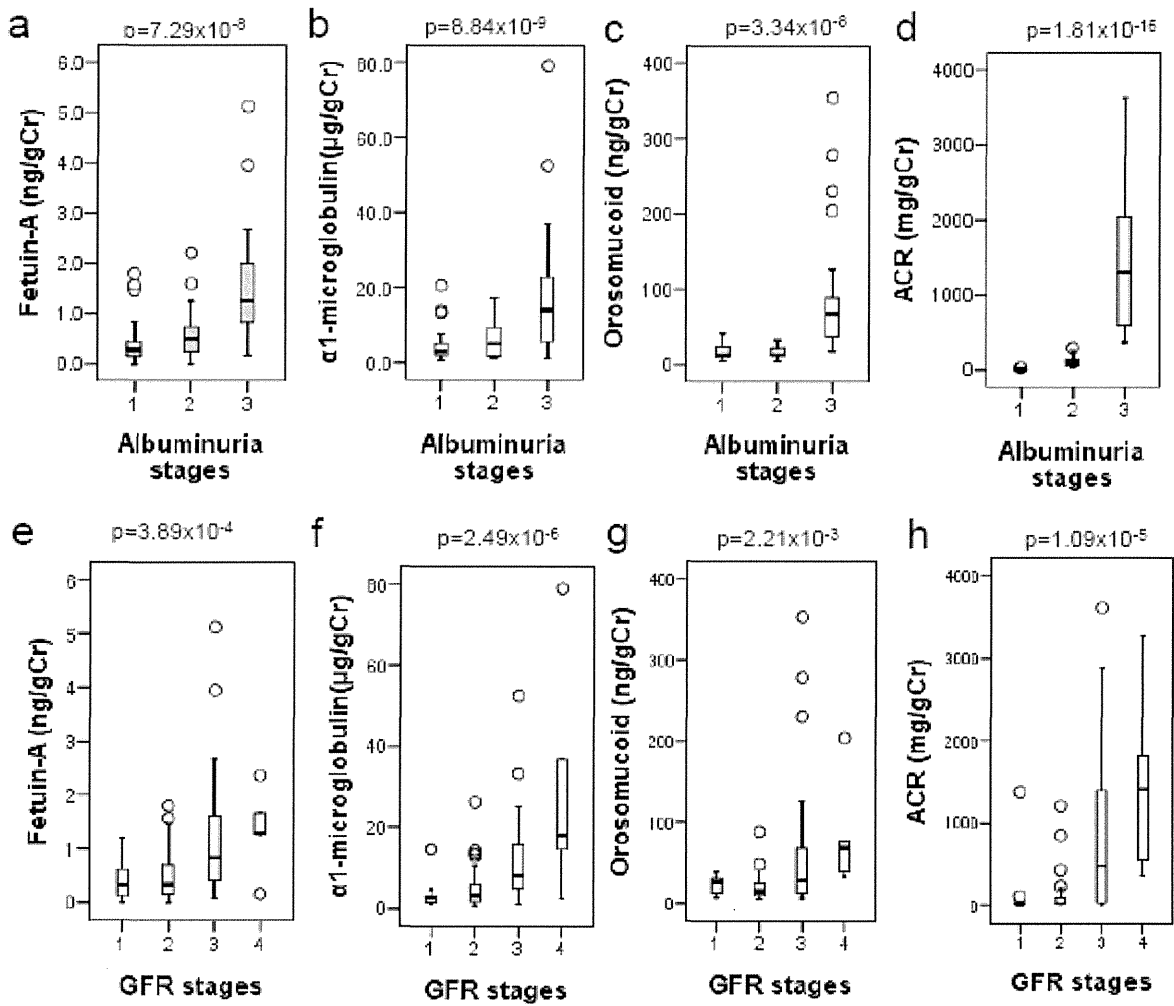 a
p=7.29x10-8
6.0
5.0
4.0
3.0
2.0
1.0
0.0
Fetuin-A (ng/gCr)
1 2 3
Albuminuria
stages
b
p=8.84x10-9
80.0
60.0
40.0
20.0
0.0
α1-microglobulin(μg/gCr)
1 2 3
Albuminuria
stages
c
p=3.34x10-6
400
300
200
100
0
Orosomucoid (ng/gCr)
1 2 3
Albuminuria
stages
d
p=1.81x10-15
4000
3000
2000
1000
0
ACR (mg/gCr)
1 2 3
Albuminuria
stages
e
p=3.89x10-4
6
5
4
3
2
1
0
Fetuin-A (ng/gCr)
1 2 3 4
GFR stages
f
p=2.49x10-6
80
60
40
20
0
α1-microglobulin(μg/gCr)
1 2 3 4
GFR stages
g
p=2.21x10-3
400
300
200
100
0
Orosomucoid (ng/gCr)
1 2 3 4
GFR stages
h
p=1.09x10-5
4000
3000
2000
1000
0
ACR (mg/gCr)
1 2 3 4
GFR stages